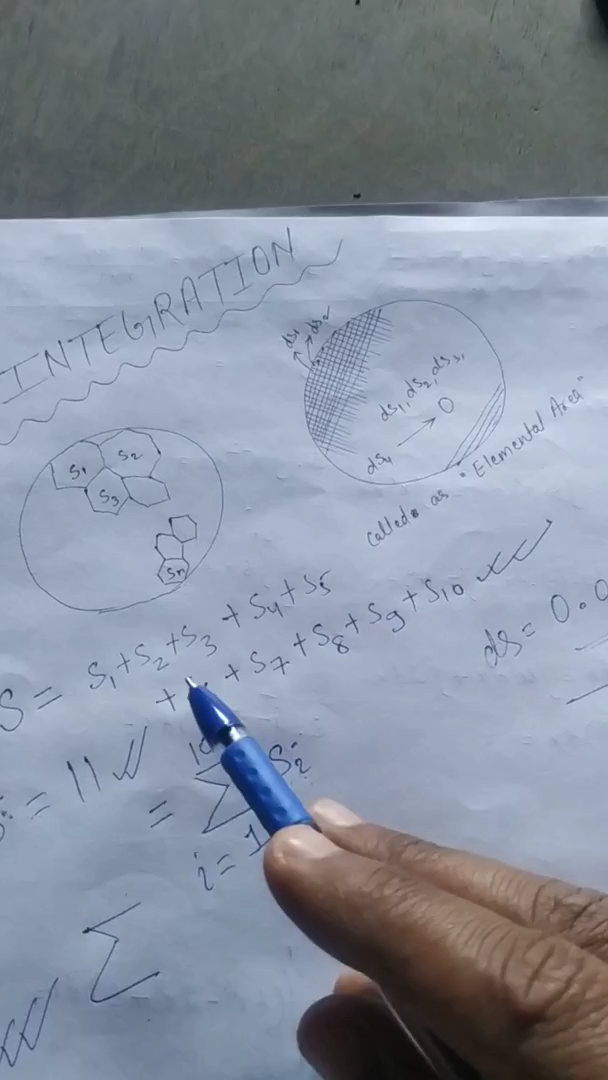 INTEGRATION
ds1 ds2
ds1, ds2, ds3,
ds4 → 0
called as "Elemental Area"
S1 S2
S3
Sn
S = S1+S2+S3 + S4+S5
+ + S7 + S8 + S9 + S10
ds = 0.0
= 11
= Σ Si
i=1
Σ